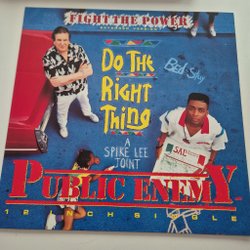 FIGHT THE POWER
DO THE
RIGHT
THING
Bed Stuy
A
SPIKE LEE
JOINT
SAL
PUBLIC ENEMY
12 INCH SINGLE